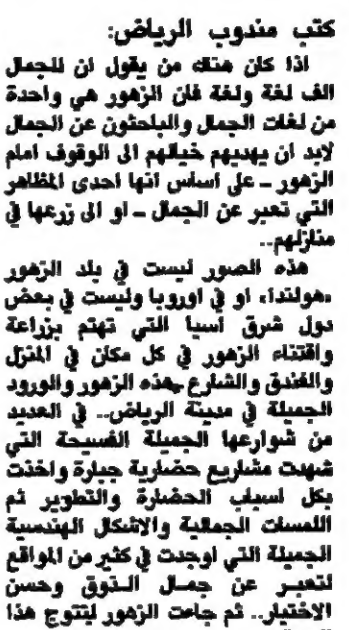 كتب مندوب الرياض:
اذا كان هناك من يقول ان للجمال
الف لغة ولغة فان الزهور هي واحدة
من لغات الجمال والباحثون عن الجمال
لابد ان يهديهم خيالهم الى الوقوف امام
الزهور ــ على اساس انها احدى المظاهر
التي تعبر عن الجمال ــ او الى زرعها في
منازلهم..
هذه الصور ليست في بلد الزهور
«هولندا» او في اوروبا وليست في بعض
دول شرق آسيا التي تهتم بزراعة
واقتناء الزهور في كل مكان في المنزل
والفندق والشارع هذه الزهور والورود
الجميلة في مدينة الرياض.. في العديد
من شوارعها الجميلة الفسيحة التي
شهدت مشاريع حضارية جبارة واخذت
بكل اسباب الحضارة والتطوير ثم
اللمسات الجمالية والاشكال الهندسية
الجميلة التي اوجدت في كثير من المواقع
لتعبر عن جمال الذوق وحسن
الاختيار.. ثم جاءت الزهور ليتوج هذا